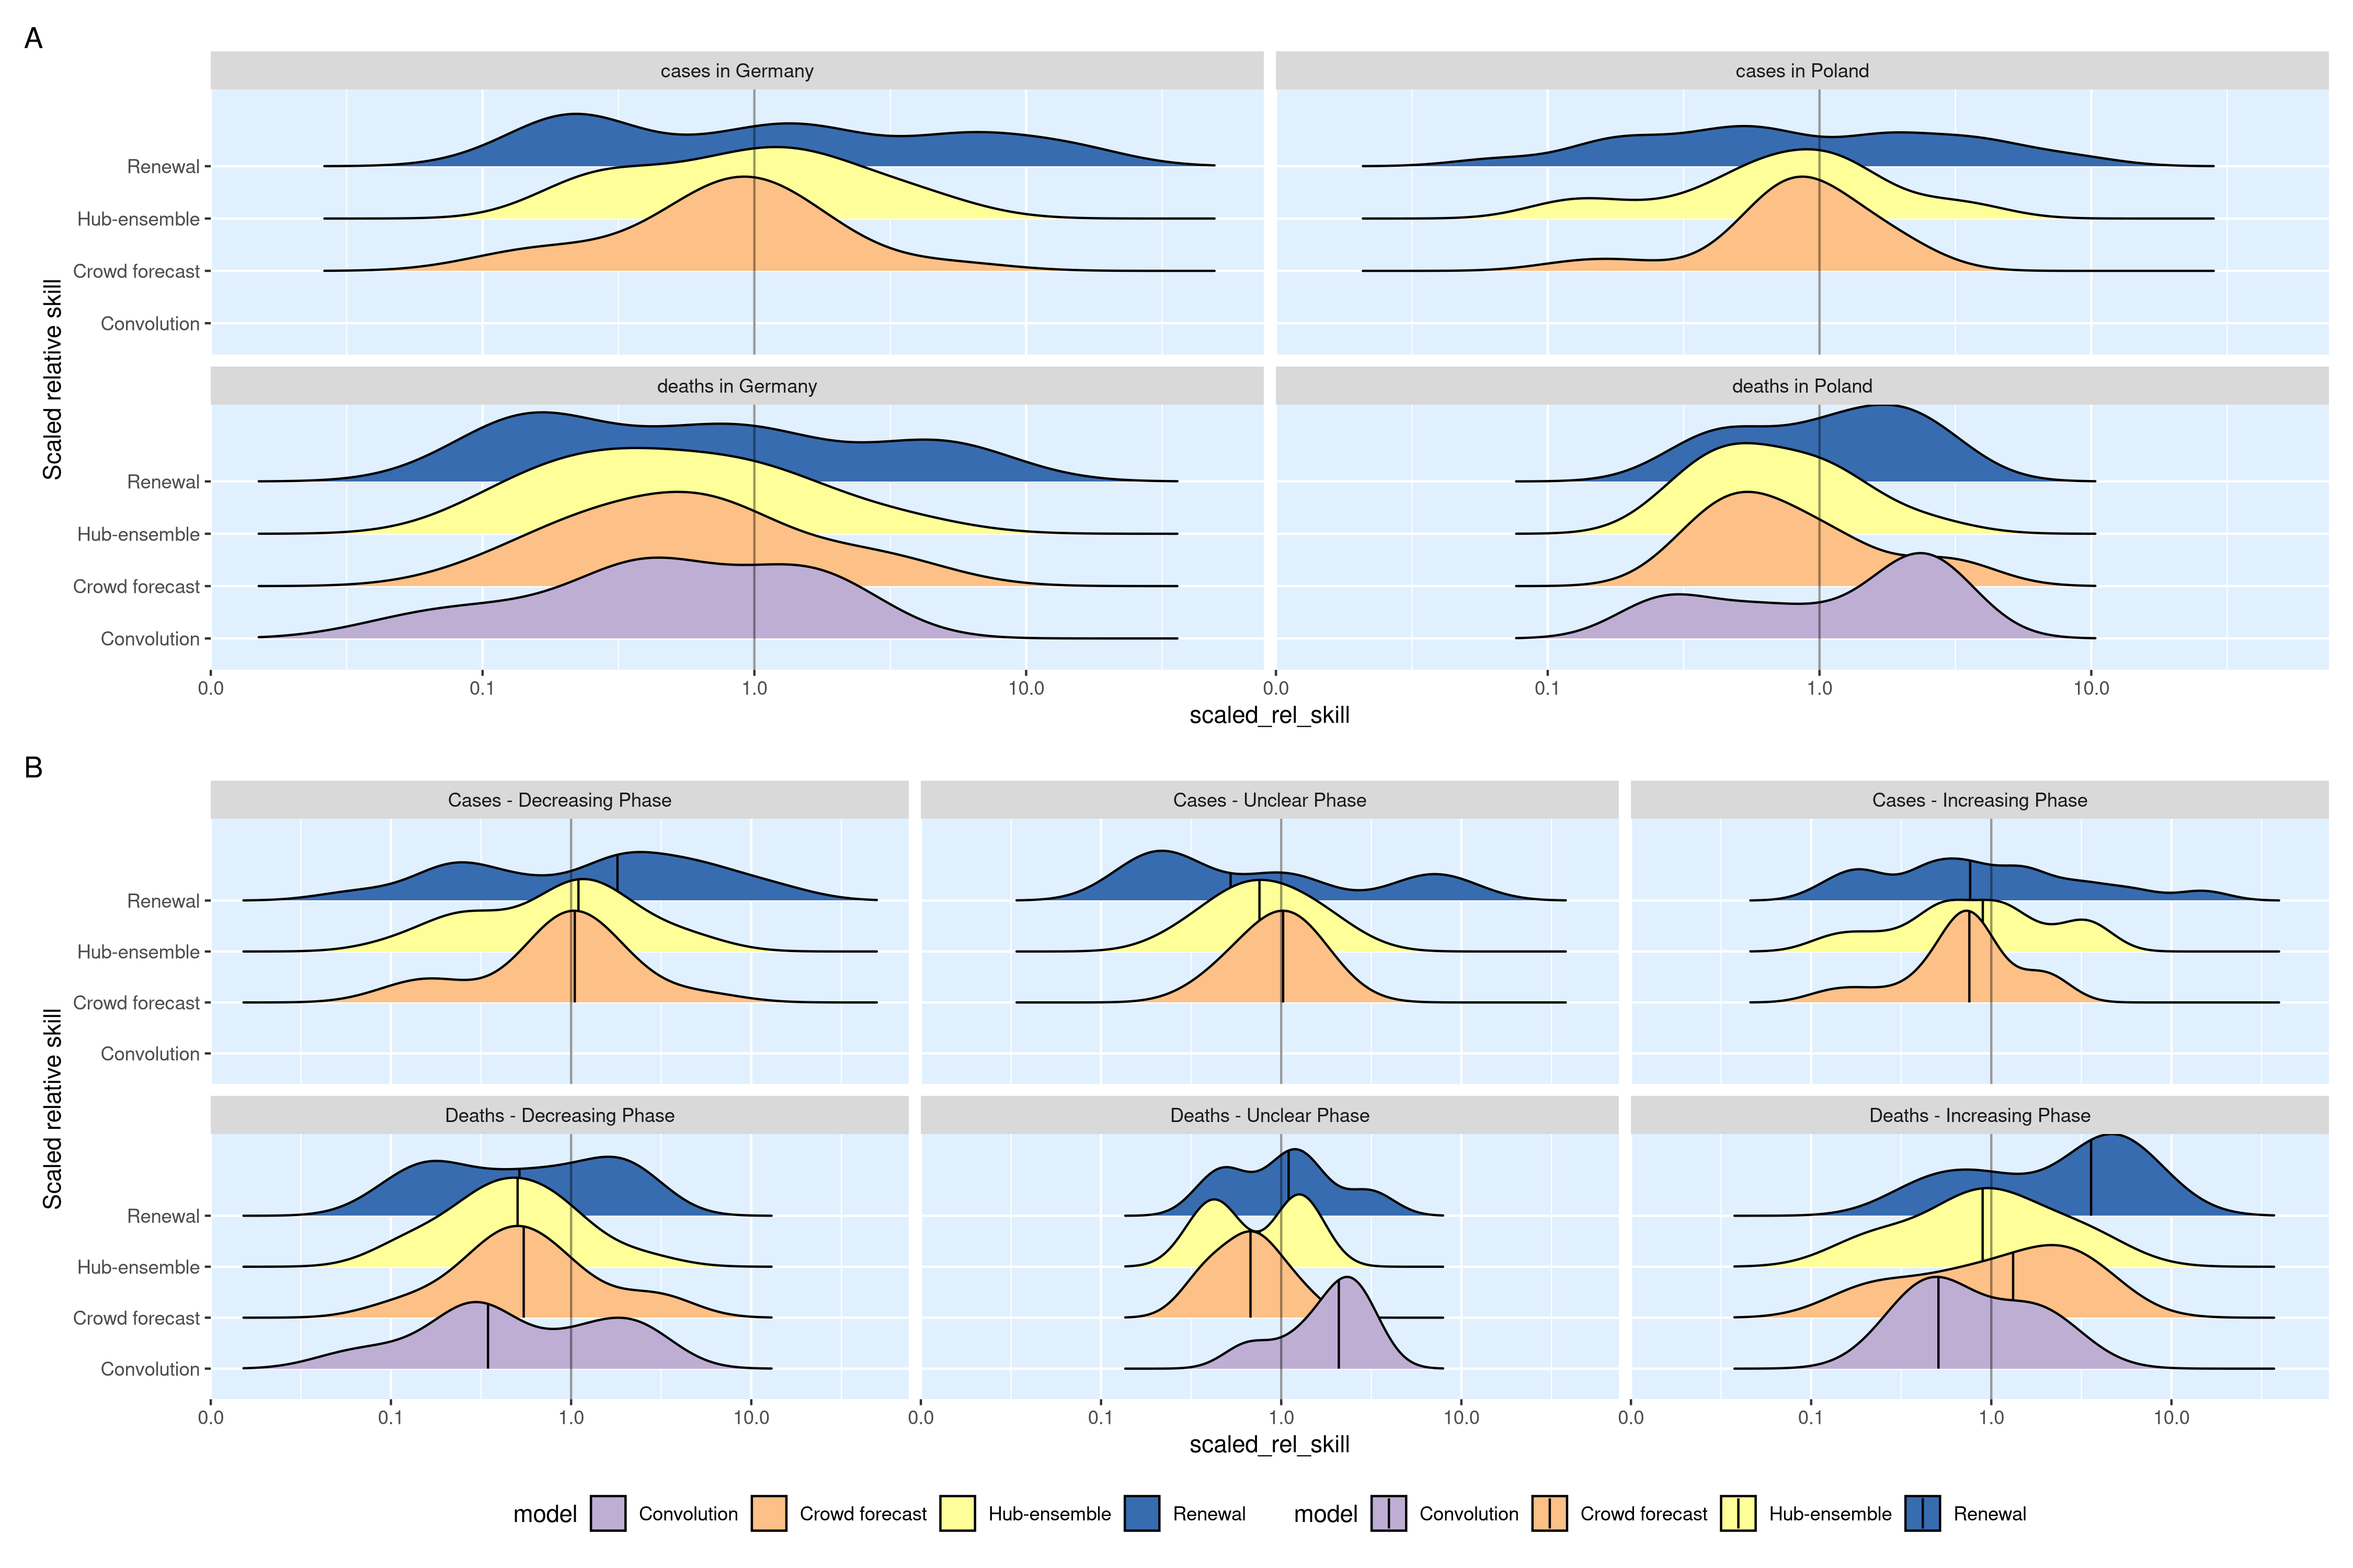 A
cases in Germany
cases in Poland
Renewal
Hub-ensemble
Crowd forecast
Convolution
deaths in Germany
deaths in Poland
Renewal
Hub-ensemble
Crowd forecast
Convolution
Scaled relative skill
0.0 0.1 1.0 10.0
0.0 0.1 1.0 10.0
scaled_rel_skill
B
Cases - Decreasing Phase
Cases - Unclear Phase
Cases - Increasing Phase
Renewal
Hub-ensemble
Crowd forecast
Convolution
Deaths - Decreasing Phase
Deaths - Unclear Phase
Deaths - Increasing Phase
Renewal
Hub-ensemble
Crowd forecast
Convolution
Scaled relative skill
0.0 0.1 1.0 10.0
0.0 0.1 1.0 10.0
0.0 0.1 1.0 10.0
scaled_rel_skill
model Convolution Crowd forecast Hub-ensemble Renewal
model Convolution Crowd forecast Hub-ensemble Renewal